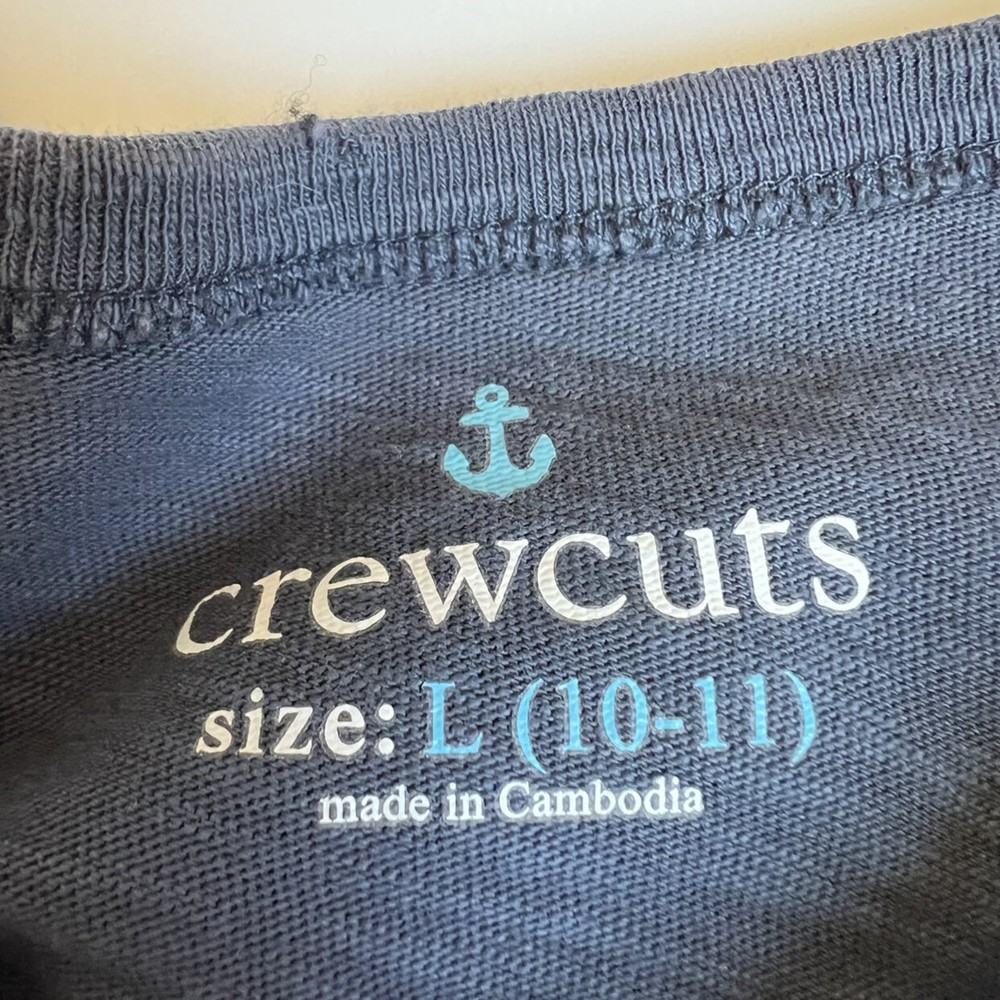 crewcuts
size: L (10-11)
made in Cambodia